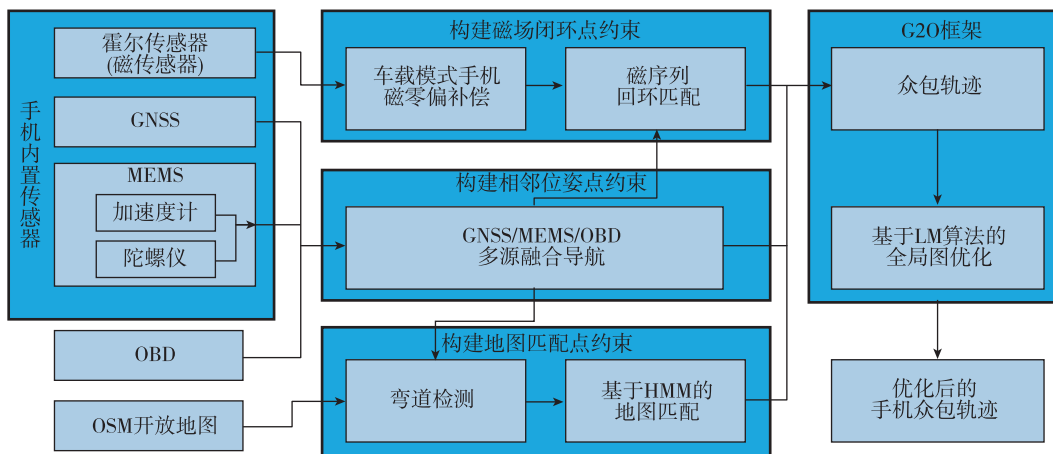 手机内置传感器
霍尔传感器
(磁传感器)
GNSS
MEMS
加速度计
陀螺仪
OBD
OSM开放地图
构建磁场闭环点约束
车载模式手机
磁零偏补偿
磁序列
回环匹配
构建相邻位姿点约束
GNSS/MEMS/OBD
多源融合导航
构建地图匹配点约束
弯道检测
基于HMM的
地图匹配
G2O框架
众包轨迹
基于LM算法的
全局图优化
优化后的
手机众包轨迹